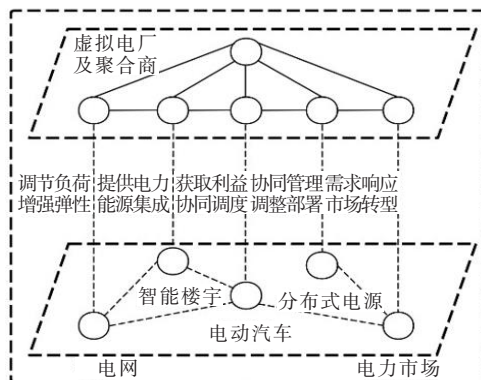 虚拟电厂
及聚合商
调节负荷 提供电力 获取利益 协同管理 需求响应
增强弹性 能源集成 协同调度 调整部署 市场转型
智能楼宇
分布式电源
电动汽车
电网
电力市场